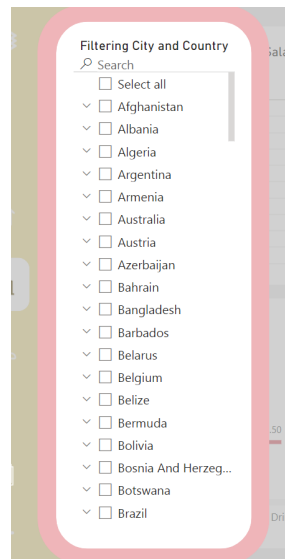 Filtering City and Country
Search
Select all
Afghanistan
Albania
Algeria
Argentina
Armenia
Australia
Austria
Azerbaijan
Bahrain
Bangladesh
Barbados
Belarus
Belgium
Belize
Bermuda
Bolivia
Bosnia And Herzeg...
Botswana
Brazil